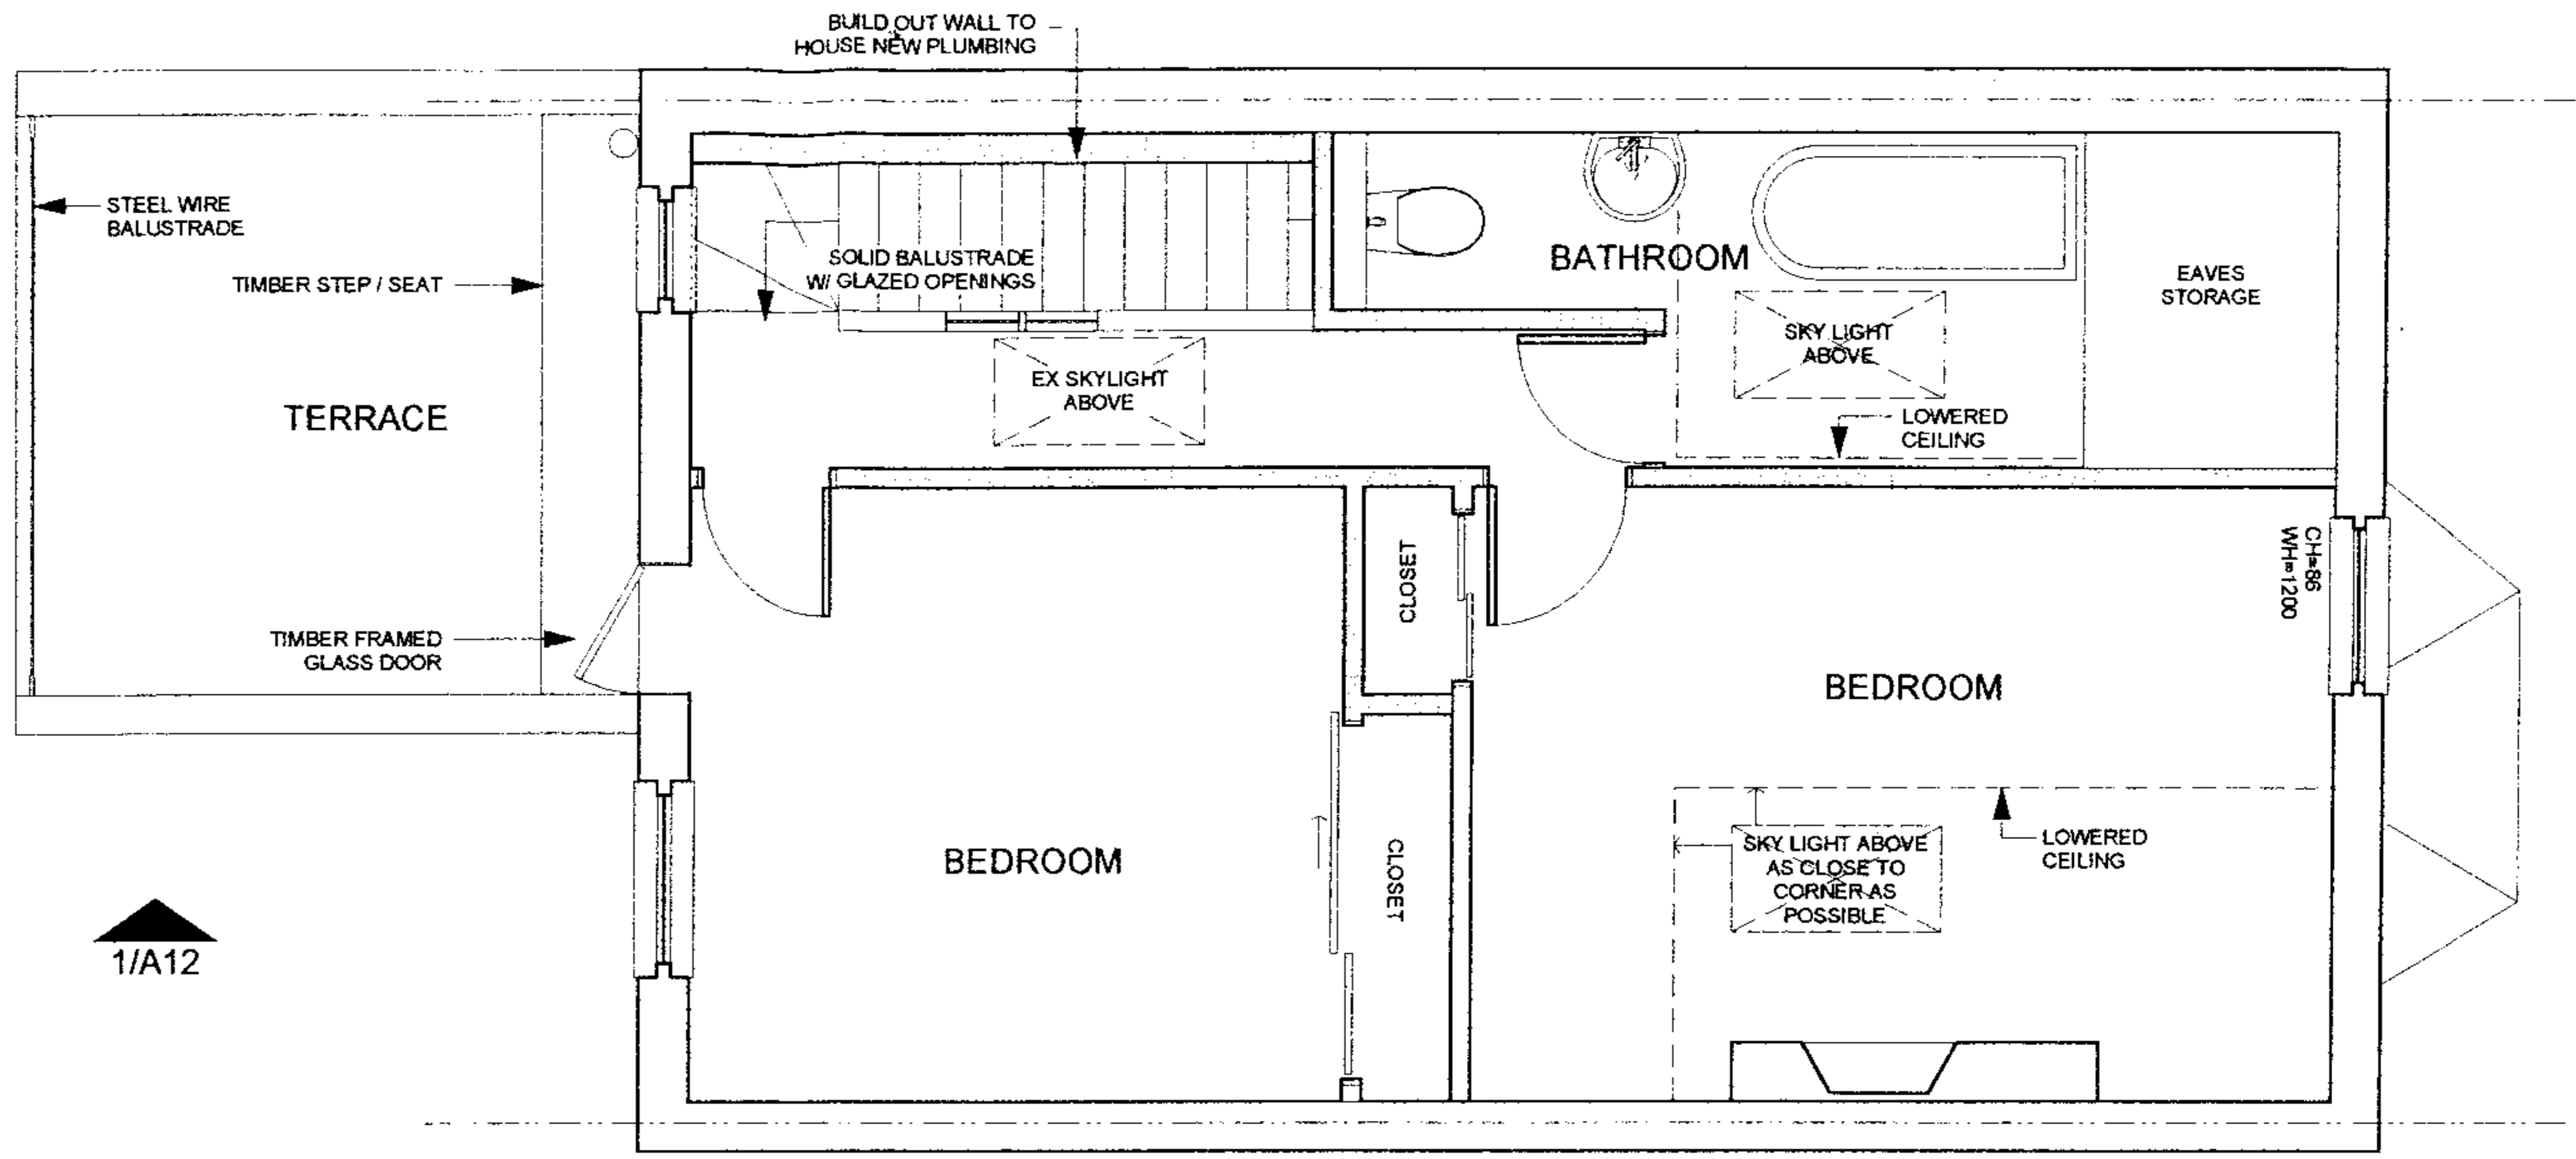 BUILD OUT WALL TO
HOUSE NEW PLUMBING
STEEL WIRE
BALUSTRADE
TIMBER STEP / SEAT
SOLID BALUSTRADE
W/ GLAZED OPENINGS
BATHROOM
EAVES
STORAGE
SKY LIGHT
ABOVE
EX SKYLIGHT
ABOVE
TERRACE
LOWERED
CEILING
CLOSET
CH=86
WH=1200
TIMBER FRAMED
GLASS DOOR
BEDROOM
BEDROOM
CLOSET
SKY LIGHT ABOVE
AS CLOSE TO
CORNER AS
POSSIBLE
LOWERED
CEILING
1/A12